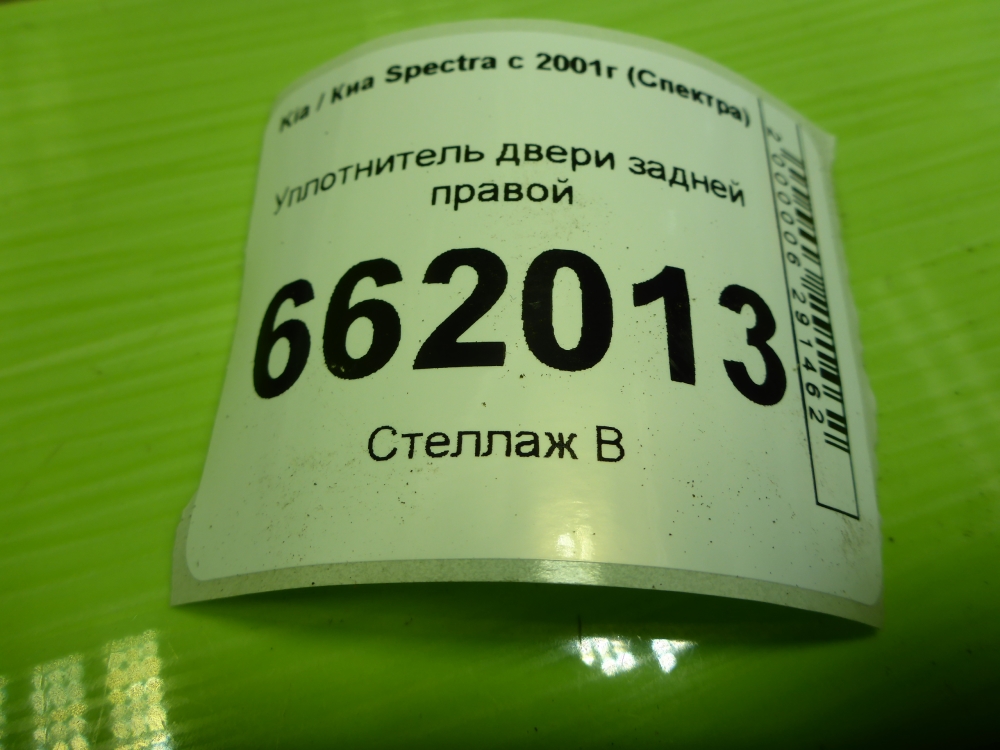 Kia / Киа Spectra с 2001г (Спектра)
Уплотнитель двери задней
правой
662013
Стеллаж В
2000006291462